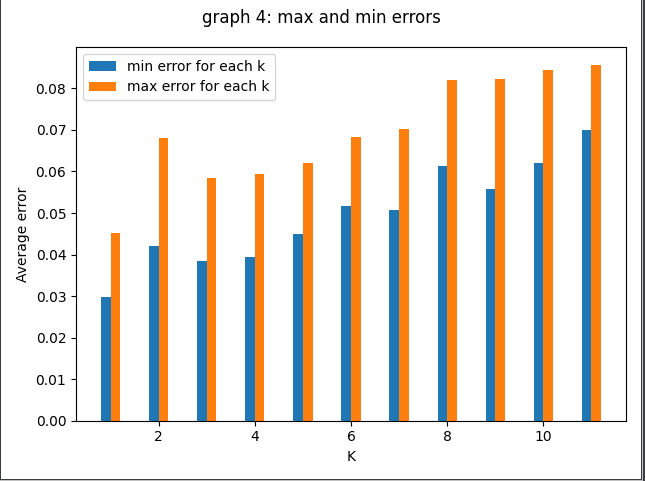 graph 4: max and min errors
min error for each k
max error for each k
0.08
0.07
0.06
0.05
0.04
0.03
0.02
0.01
0.00
Average error
2 4 6 8 10
K